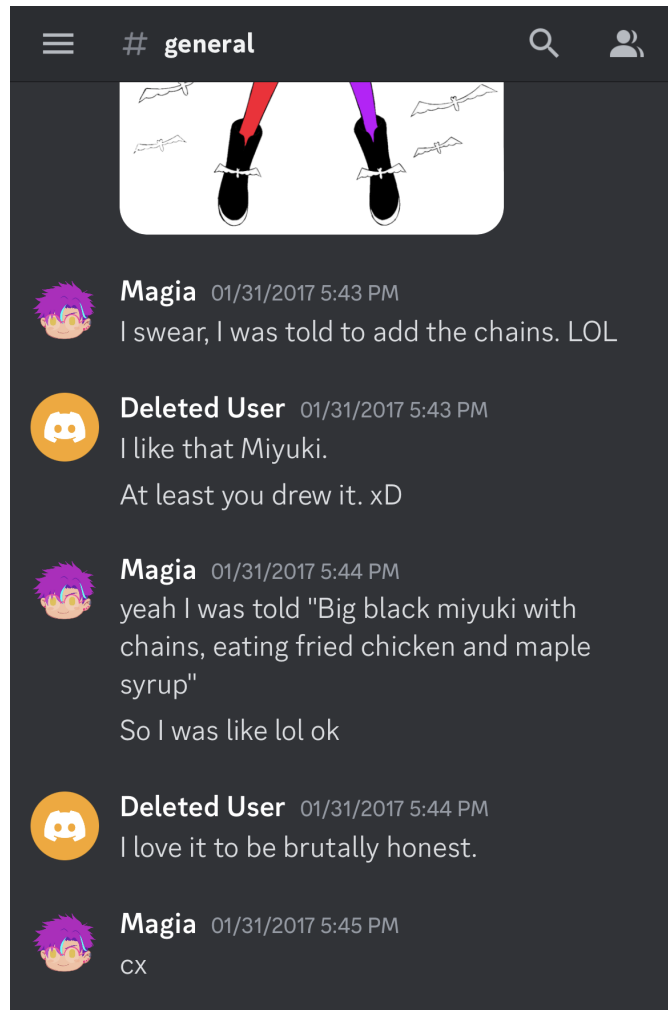 # general
Magia 01/31/2017 5:43 PM
I swear, I was told to add the chains. LOL
Deleted User 01/31/2017 5:43 PM
I like that Miyuki.
At least you drew it. xD
Magia 01/31/2017 5:44 PM
yeah I was told "Big black miyuki with
chains, eating fried chicken and maple
syrup"
So I was like lol ok
Deleted User 01/31/2017 5:44 PM
I love it to be brutally honest.
Magia 01/31/2017 5:45 PM
cx